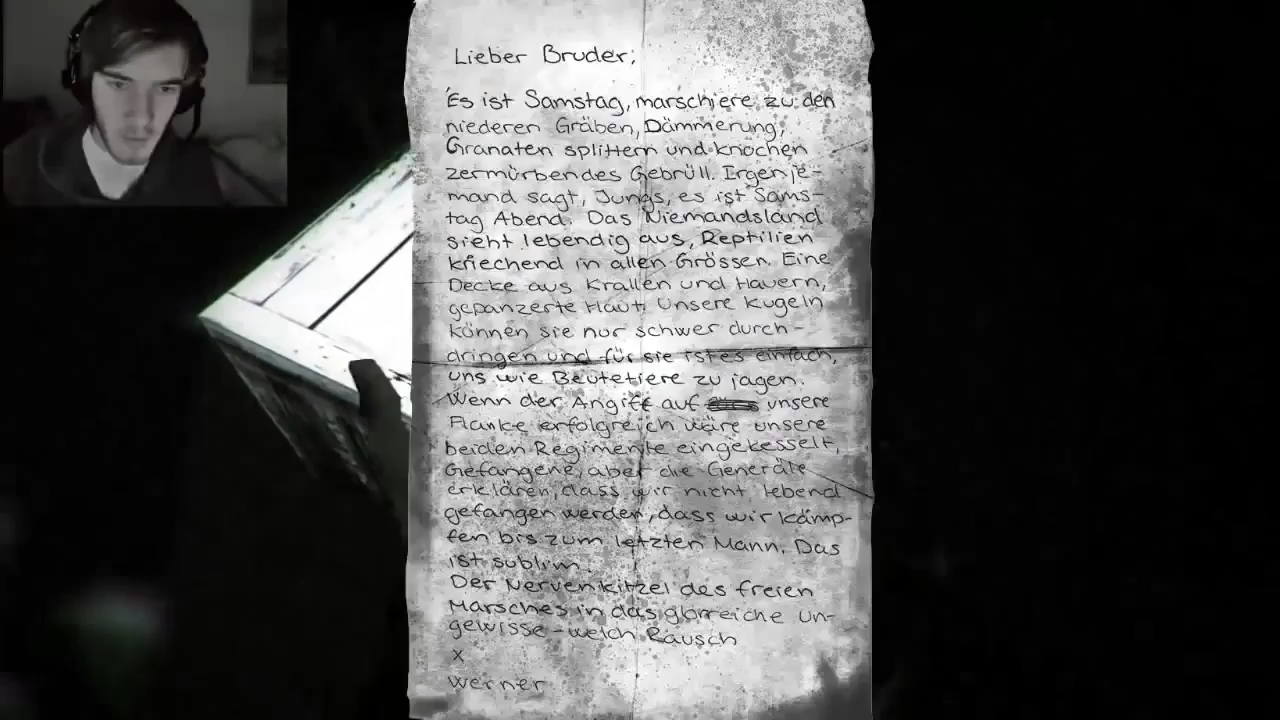 Lieber Bruder,
Es ist Samstag, marschiere zu den
niederen Gräben, Dämmerung,
Granaten splittern und knochen
zermürbendes Gebrüll. Irgenje-
mand sagt, Jungs, es ist Sams-
tag Abend. Das Niemandsland
sieht lebendig aus, Reptilien
kriechend in allen Grössen. Eine
Decke aus Krallen und Hauern,
gepanzerte Haut. Unsere Kugeln
können sie nur schwer durch-
dringen und für sie ist es einfach,
uns wie Beutetiere zu jagen.
Wenn der Angiff auf unsere
Flanke erfolgreich wäre unsere
beiden Regimente eingekesselt,
Gefangene, aber die Generäle
erklären, dass wir nicht lebend
gefangen werden, dass wir kämp-
fen bis zum letzten Mann. Das
ist sublim.
Der Nervenkitzel des freien
Marsches in das glorreiche un-
gewisse - welch Rausch
x
Werner